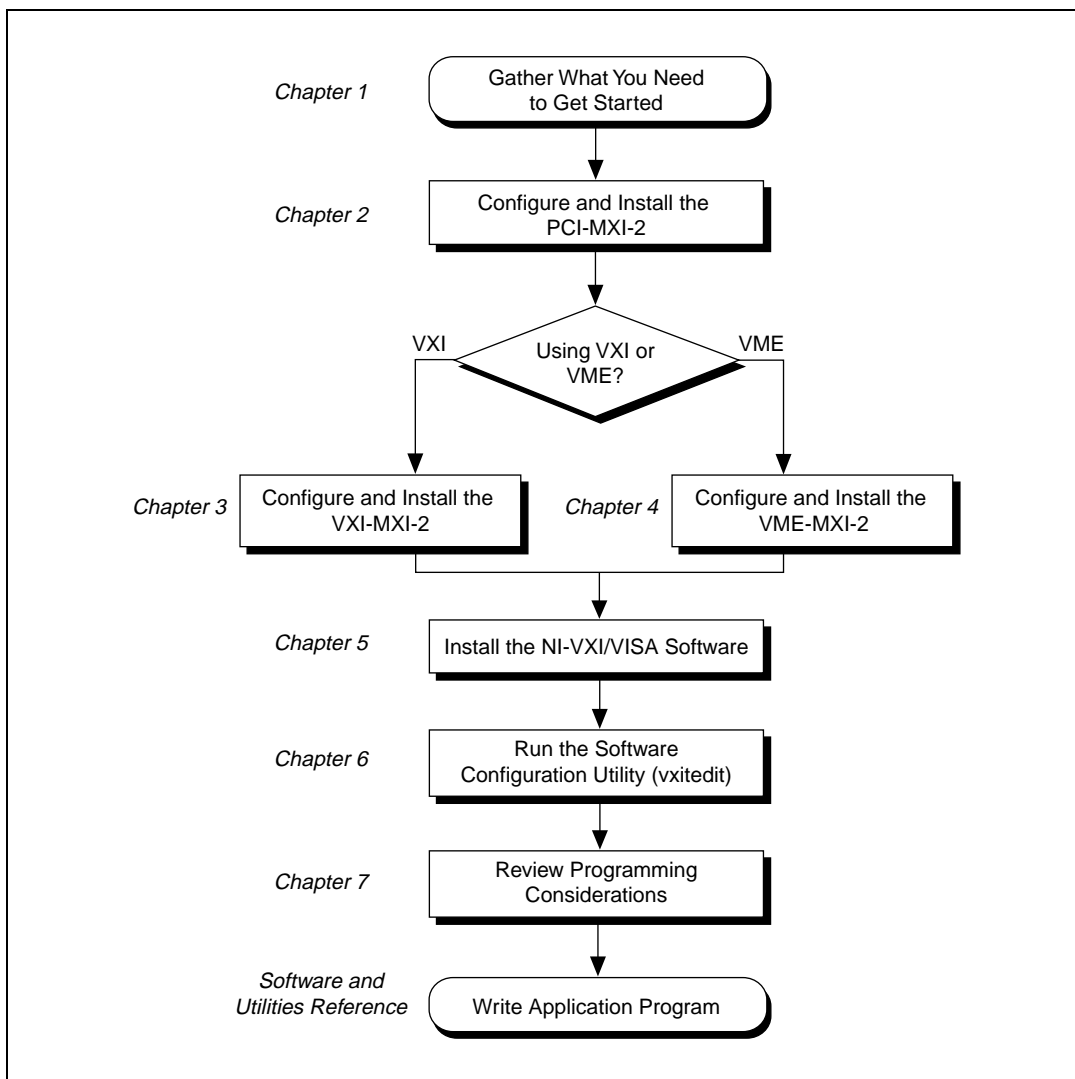 Chapter 1
Gather What You Need
to Get Started
Chapter 2
Configure and Install the
PCI-MXI-2
VXI
Using VXI or
VME?
VME
Chapter 3
Configure and Install the
VXI-MXI-2
Chapter 4
Configure and Install the
VME-MXI-2
Chapter 5
Install the NI-VXI/VISA Software
Chapter 6
Run the Software
Configuration Utility (vxitedit)
Chapter 7
Review Programming
Considerations
Software and
Utilities Reference
Write Application Program